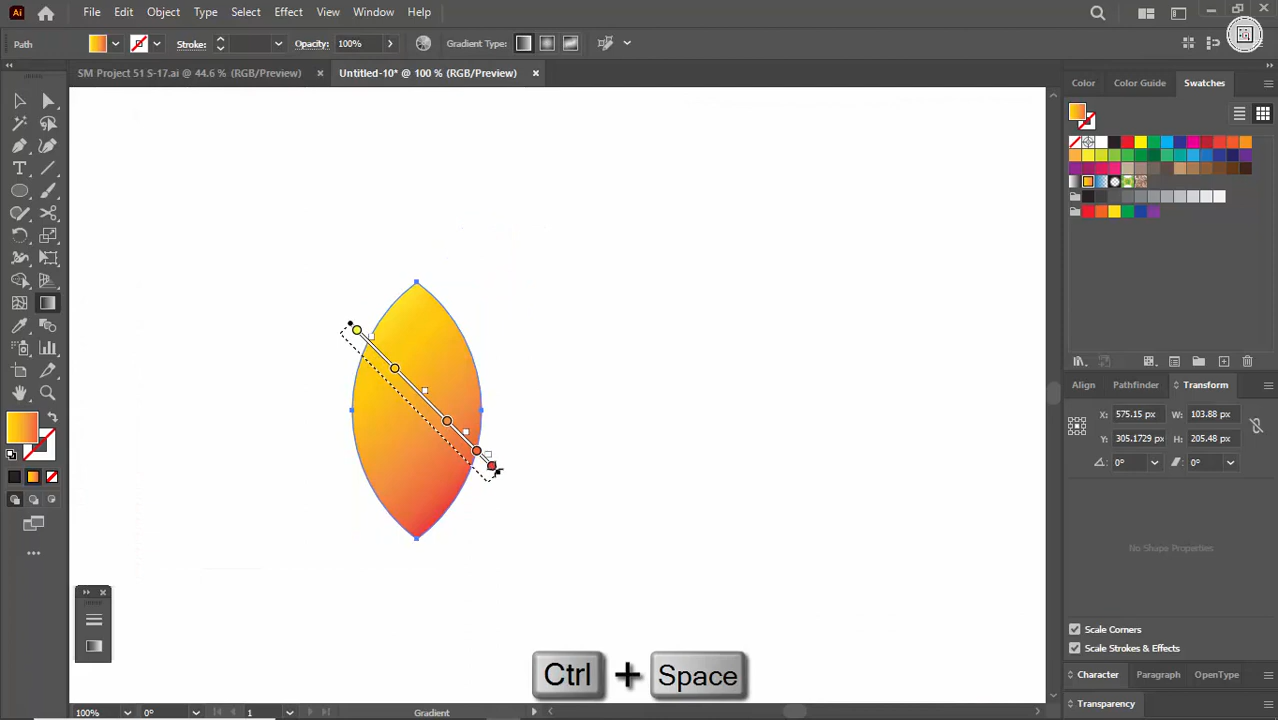 Ai File Edit Object Type Select Effect View Window Help
Path Stroke: Opacity: 100% Gradient Type:
SM Project 51 S-17.ai @ 44.6 % (RGB/Preview) Untitled-10* @ 100 % (RGB/Preview)
Color Color Guide Swatches
Align Pathfinder Transform
X: 575.15 px W: 103.88 px
Y: 305.1729 px H: 205.48 px
0° 0°
No Shape Properties
Scale Corners
Scale Strokes & Effects
Ctrl + Space
Character Paragraph OpenType
Transparency
100% 0° 1 Gradient